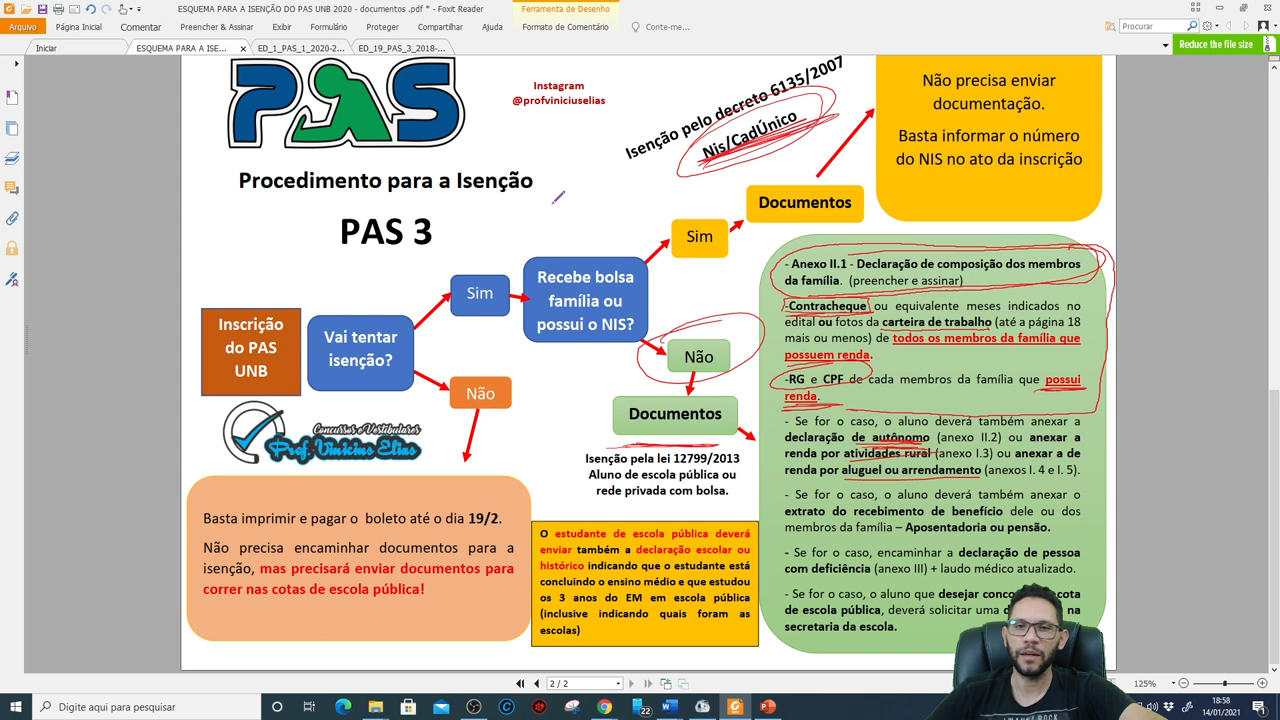 ESQUEMA PARA A ISENÇÃO DO PAS UNB 2020 - documentos .pdf * - Foxit Reader
Ferramenta de Desenho
Arquivo
Página Inicial
Comentar
Preencher & Assinar
Exibir
Formulário
Proteger
Compartilhar
Ajuda
Formato de Comentário
Conte-me...
Procurar
Iniciar
ESQUEMA PARA A ISE...
ED_1_PAS_1_2020-2...
ED_19_PAS_3_2018-...
Reduce the file size
PAS
Instagram
@profviniciuselias
Procedimento para a Isenção
PAS 3
Isenção pelo decreto 6135/2007
Nis/CadÚnico
Não precisa enviar
documentação.
Basta informar o número
do NIS no ato da inscrição
Documentos
Sim
Inscrição
do PAS
UNB
Vai tentar
isenção?
Sim
Não
Recebe bolsa
família ou
possui o NIS?
Não
Documentos
Isenção pela lei 12799/2013
Aluno de escola pública ou
rede privada com bolsa.
Concursos e Vestibulares
Prof. Vinicius Elias
Basta imprimir e pagar o boleto até o dia 19/2.
Não precisa encaminhar documentos para a
isenção, mas precisará enviar documentos para
correr nas cotas de escola pública!
O estudante de escola pública deverá
enviar também a declaração escolar ou
histórico indicando que o estudante está
concluindo o ensino médio e que estudou
os 3 anos do EM em escola pública
(inclusive indicando quais foram as
escolas)
- Anexo II.1 - Declaração de composição dos membros
da família. (preencher e assinar)
-Contracheque ou equivalente meses indicados no
edital ou fotos da carteira de trabalho (até a página 18
mais ou menos) de todos os membros da família que
possuem renda.
-RG e CPF de cada membros da família que possui
renda.
- Se for o caso, o aluno deverá também anexar a
declaração de autônomo (anexo II.2) ou anexar a
renda por atividades rural (anexo I.3) ou anexar a de
renda por aluguel ou arrendamento (anexos I. 4 e I. 5).
- Se for o caso, o aluno deverá também anexar o
extrato do recebimento de benefício dele ou dos
membros da família – Aposentadoria ou pensão.
- Se for o caso, encaminhar a declaração de pessoa
com deficiência (anexo III) + laudo médico atualizado.
- Se for o caso, o aluno que desejar conco cota
de escola pública, deverá solicitar uma d na
secretaria da escola.
2 / 2
125%
Digite aqui para pesquisar
22
18:58
14/01/2021